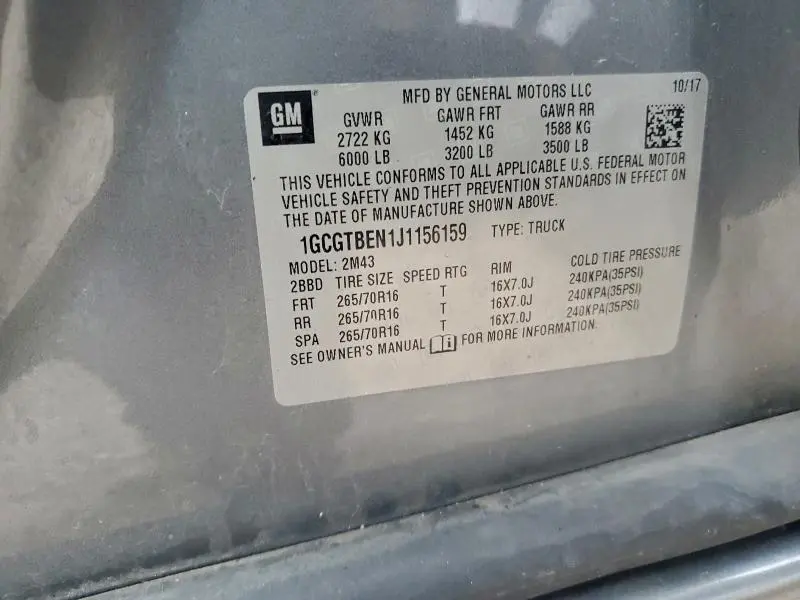 GM
MFD BY GENERAL MOTORS LLC 10/17
GVWR GAWR FRT GAWR RR
2722 KG 1452 KG 1588 KG
6000 LB 3200 LB 3500 LB
THIS VEHICLE CONFORMS TO ALL APPLICABLE U.S. FEDERAL MOTOR
VEHICLE SAFETY AND THEFT PREVENTION STANDARDS IN EFFECT ON
THE DATE OF MANUFACTURE SHOWN ABOVE.
1GCGTBEN1J1156159 TYPE: TRUCK
MODEL: 2M43
2BBD TIRE SIZE SPEED RTG RIM COLD TIRE PRESSURE
FRT 265/70R16 T 16X7.0J 240KPA(35PSI)
RR 265/70R16 T 16X7.0J 240KPA(35PSI)
SPA 265/70R16 T 16X7.0J 240KPA(35PSI)
SEE OWNER'S MANUAL FOR MORE INFORMATION.